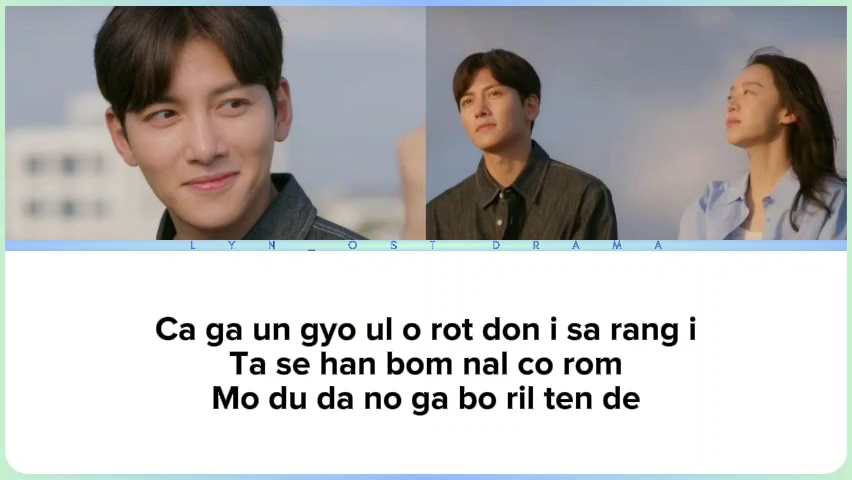 LYN_OST DRAMA
Ca ga un gyo ul o rot don i sa rang i
Ta se han bom nal co rom
Mo du da no ga bo ril ten de